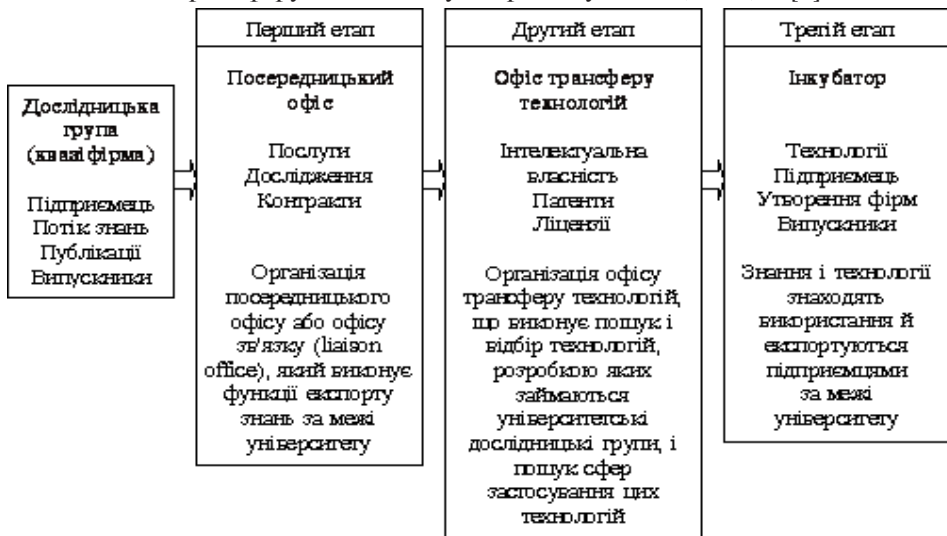 Перший етап
Другий етап
Третій етап
Дослідницька
група
(квазіфірма)
Підприємець
Потік знань
Публікації
Випускники
Посередницький
офіс
Послуги
Дослідження
Контракти
Організація
посередницького
офісу або офісу
зв'язку (liaison
office), який виконує
функції експорту
знань за межі
університету
Офіс трансферу
технологій
Інтелектуальна
власність
Патенти
Ліцензії
Організація офісу
трансферу технологій,
що виконує пошук і
відбір технологій,
розробкою яких
займаються
університетські
дослідницькі групи, і
пошук сфер
застосування цих
технологій
Інкубатор
Технології
Підприємець
Утворення фірм
Випускники
Знання і технології
знаходять
використання й
експортуються
підприємцями
за межі
університету